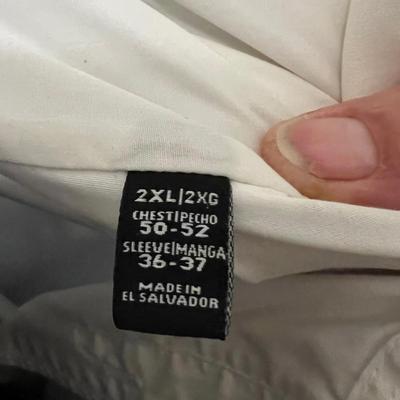 2XL|2XG
CHEST|PECHO
50-52
SLEEVE|MANGA
36-37
MADE IN
EL SALVADOR